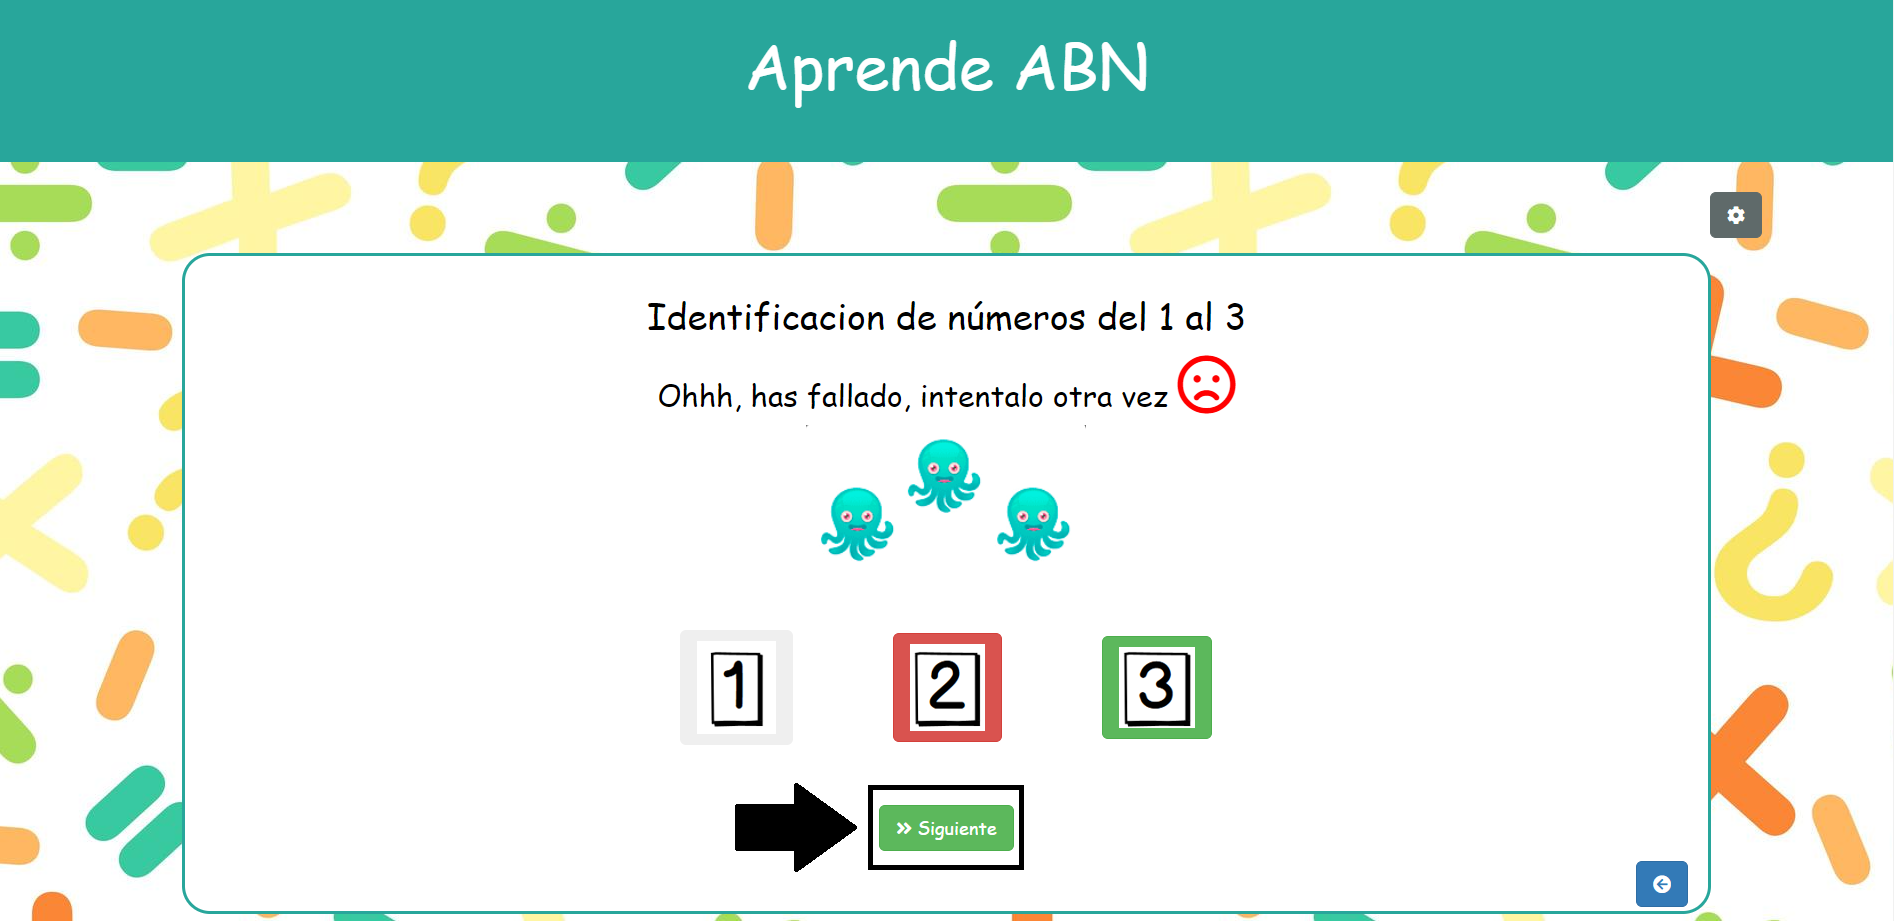 Aprende ABN
Identificacion de números del 1 al 3
Ohhh, has fallado, intentalo otra vez
1 2 3
Siguiente